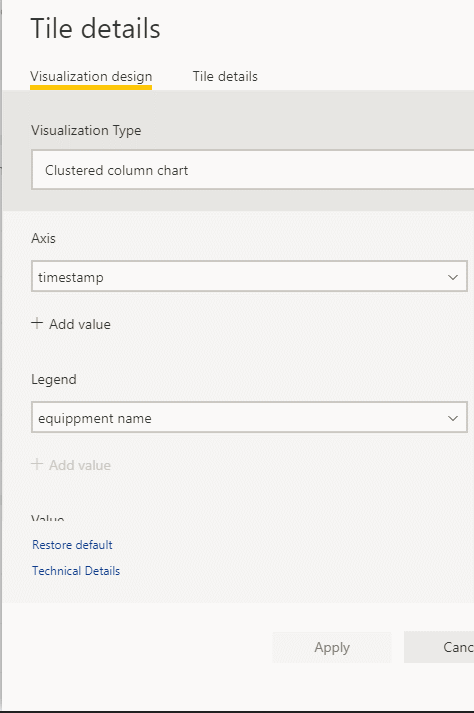 Tile details
Visualization design Tile details
Visualization Type
Clustered column chart
Axis
timestamp
+ Add value
Legend
equippment name
+ Add value
Value
Restore default
Technical Details
Apply Canc